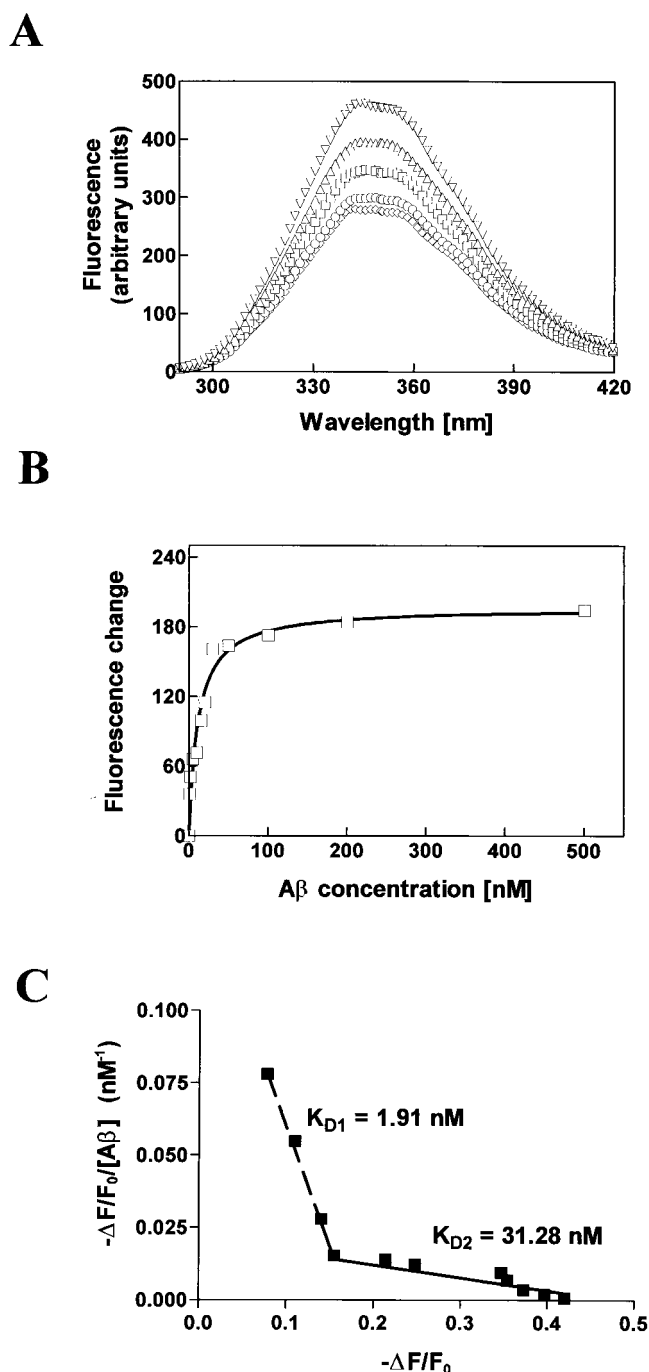 A
Fluorescence
(arbitrary units)
500
400
300
200
100
0
300 330 360 390 420
Wavelength [nm]
B
Fluorescence change
240
180
120
60
0
0 100 200 300 400 500
Aβ concentration [nM]
C
-ΔF/F₀/[Aβ] (nM⁻¹)
0.100
0.075
0.050
0.025
0.000
K_D1 = 1.91 nM
K_D2 = 31.28 nM
0.0 0.1 0.2 0.3 0.4 0.5
-ΔF/F₀